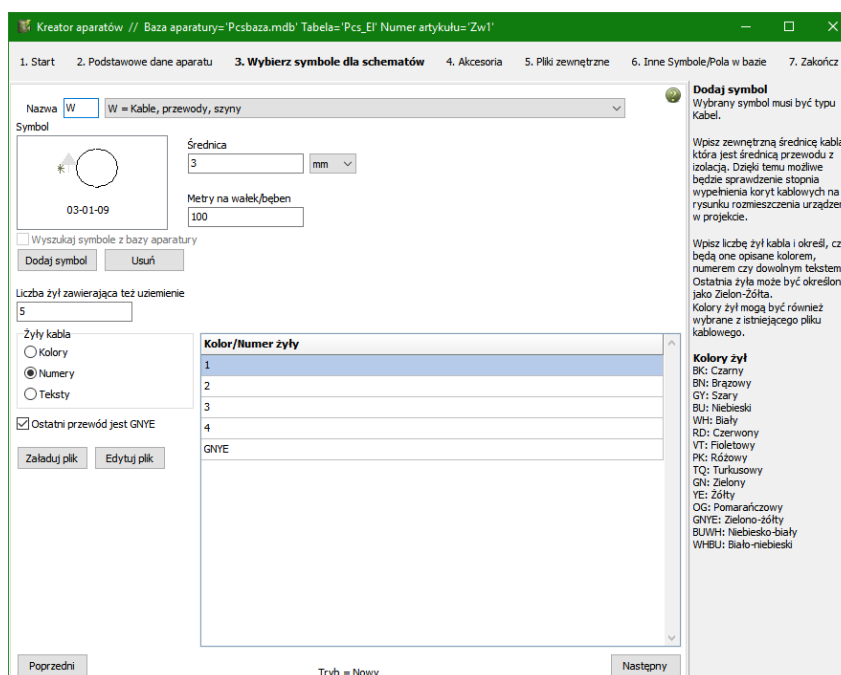 Kreator aparatów // Baza aparatury='Pcsbaza.mdb' Tabela='Pcs_El' Numer artykułu='Zw1'
1. Start 2. Podstawowe dane aparatu 3. Wybierz symbole dla schematów 4. Akcesoria 5. Pliki zewnętrzne 6. Inne Symbole/Pola w bazie 7. Zakończ
Nazwa W W = Kable, przewody, szyny
Symbol
03-01-09
Średnica
3 mm
Metry na wałek/bęben
100
Wyszukaj symbole z bazy aparatury
Dodaj symbol Usuń
Liczba żył zawierająca też uziemienie
5
Żyły kabla
Kolory
Numery
Teksty
Ostatni przewód jest GNYE
Załaduj plik Edytuj plik
Kolor/Numer żyły
1
2
3
4
GNYE
Poprzedni
Tryb = Nowy
Następny
Dodaj symbol
Wybrany symbol musi być typu
Kabel.
Wpisz zewnętrzną średnicę kabla
która jest średnicą przewodu z
izolacją. Dzięki temu możliwe
będzie sprawdzenie stopnia
wypełnienia koryt kablowych na
rysunku rozmieszczenia urządzeń
w projekcie.
Wpisz liczbę żył kabla i określ, cz
będą one opisane kolorem,
numerem czy dowolnym tekstem
Ostatnia żyła może być określon
jako Zielon-Żółta.
Kolory żył mogą być również
wybrane z istniejącego pliku
kablowego.
Kolory żył
BK: Czarny
BN: Brązowy
GY: Szary
BU: Niebieski
WH: Biały
RD: Czerwony
VT: Fioletowy
PK: Różowy
TQ: Turkusowy
GN: Zielony
YE: Żółty
OG: Pomarańczowy
GNYE: Zielono-żółty
BUWH: Niebiesko-biały
WHBU: Biało-niebieski